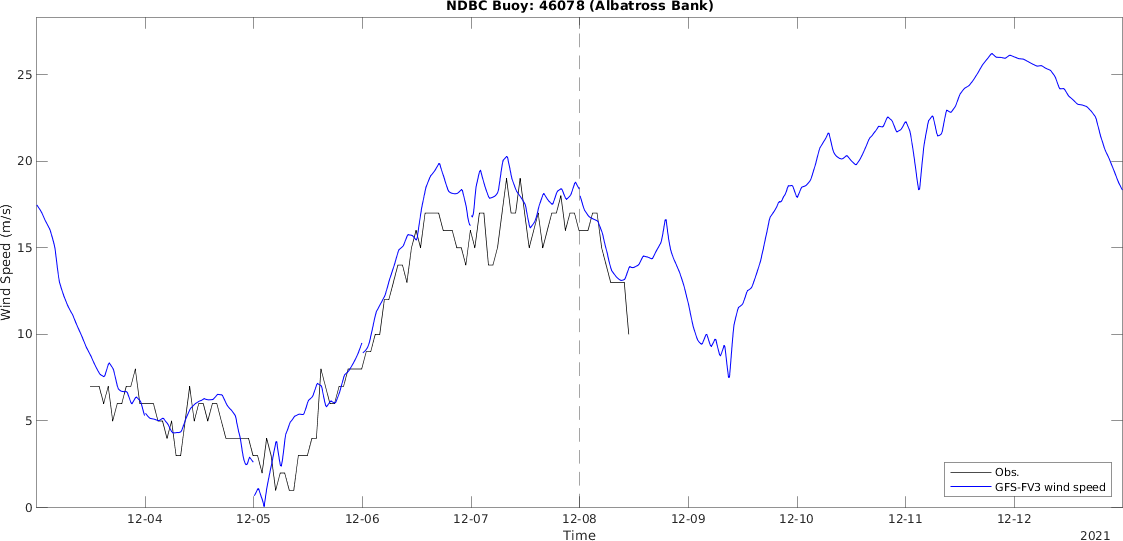 NDBC Buoy: 46078 (Albatross Bank)
Wind Speed (m/s)
25
20
15
10
5
0
12-04 12-05 12-06 12-07 12-08 12-09 12-10 12-11 12-12
Time
2021
Obs.
GFS-FV3 wind speed